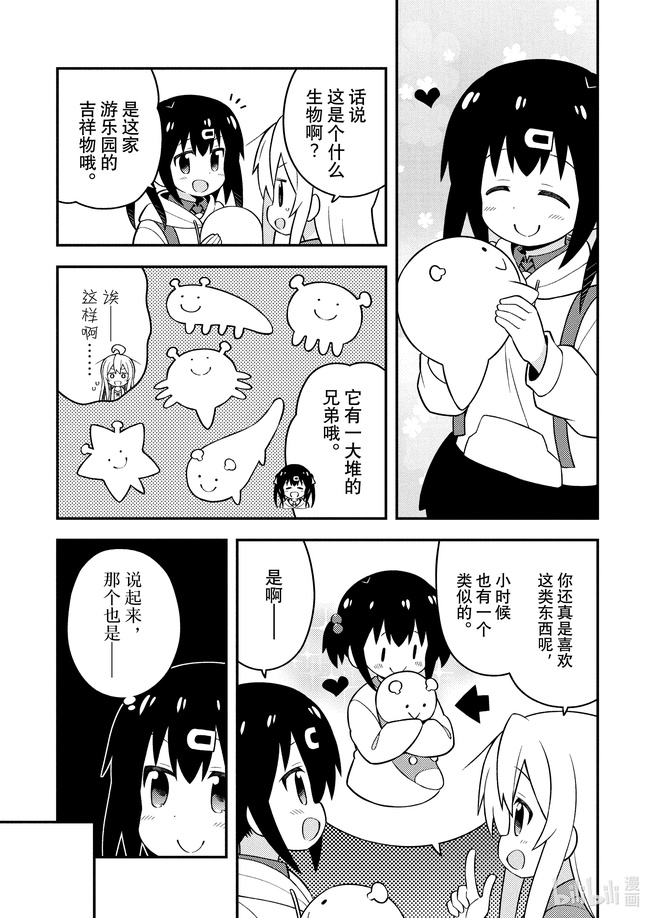 话说
这是个什么
生物啊？
是这家
游乐园的
吉祥物哦。
它有一大堆的
兄弟哦。
诶——
这样啊……
你还真是喜欢
这类东西呢，
小时候
也有一个
类似的。
是啊——
说起来，
那个也是——
bilibili
漫画